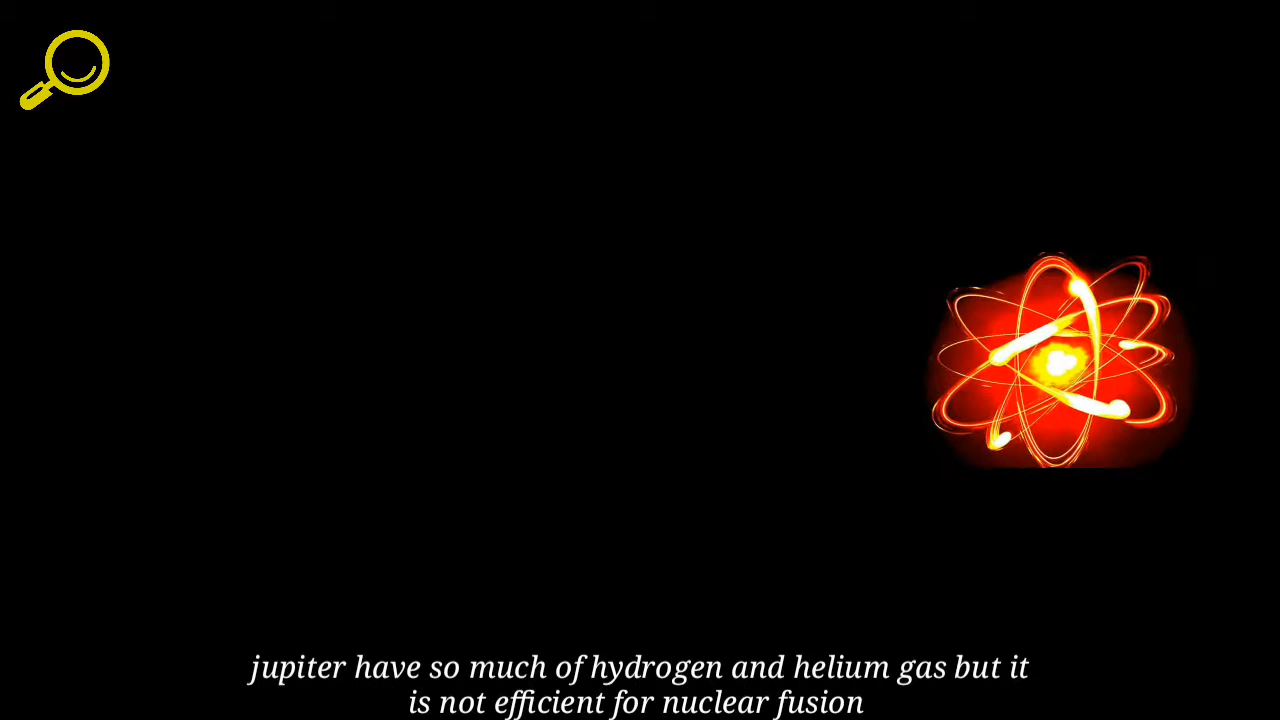 jupiter have so much of hydrogen and helium gas but it
is not efficient for nuclear fusion